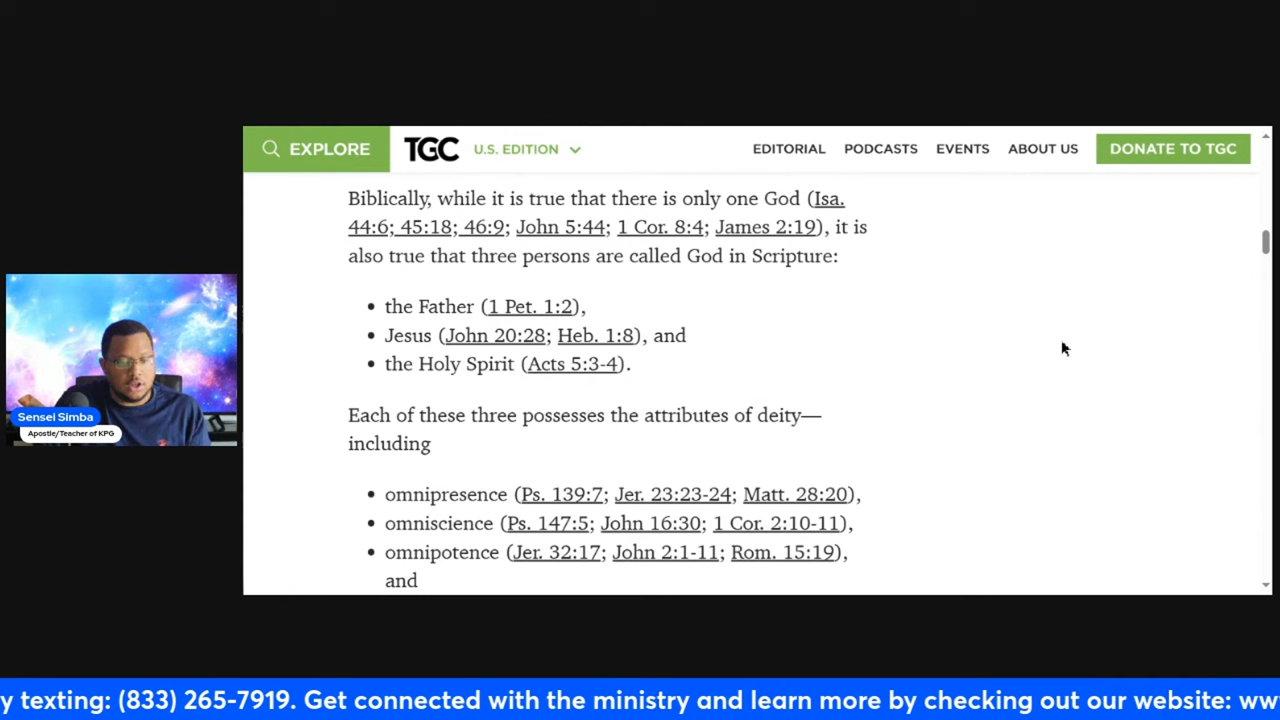 EXPLORE
TGC
U.S. EDITION
EDITORIAL
PODCASTS
EVENTS
ABOUT US
DONATE TO TGC
Biblically, while it is true that there is only one God (Isa.
44:6; 45:18; 46:9; John 5:44; 1 Cor. 8:4; James 2:19), it is
also true that three persons are called God in Scripture:
• the Father (1 Pet. 1:2),
• Jesus (John 20:28; Heb. 1:8), and
• the Holy Spirit (Acts 5:3-4).
Each of these three possesses the attributes of deity—
including
• omnipresence (Ps. 139:7; Jer. 23:23-24; Matt. 28:20),
• omniscience (Ps. 147:5; John 16:30; 1 Cor. 2:10-11),
• omnipotence (Jer. 32:17; John 2:1-11; Rom. 15:19),
and
Sensei Simba
Apostle/Teacher of KPG
y texting: (833) 265-7919. Get connected with the ministry and learn more by checking out our website: ww